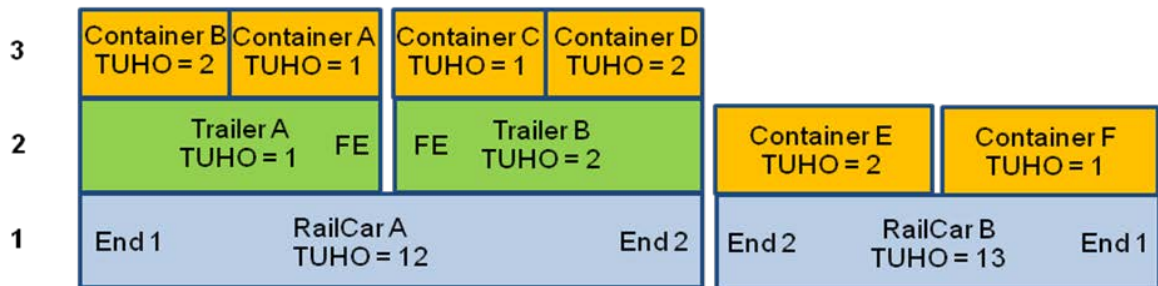 3
Container B
TUHO = 2
Container A
TUHO = 1
Container C
TUHO = 1
Container D
TUHO = 2
2
Trailer A
TUHO = 1
FE
FE
Trailer B
TUHO = 2
Container E
TUHO = 2
Container F
TUHO = 1
1
End 1
RailCar A
TUHO = 12
End 2
End 2
RailCar B
TUHO = 13
End 1